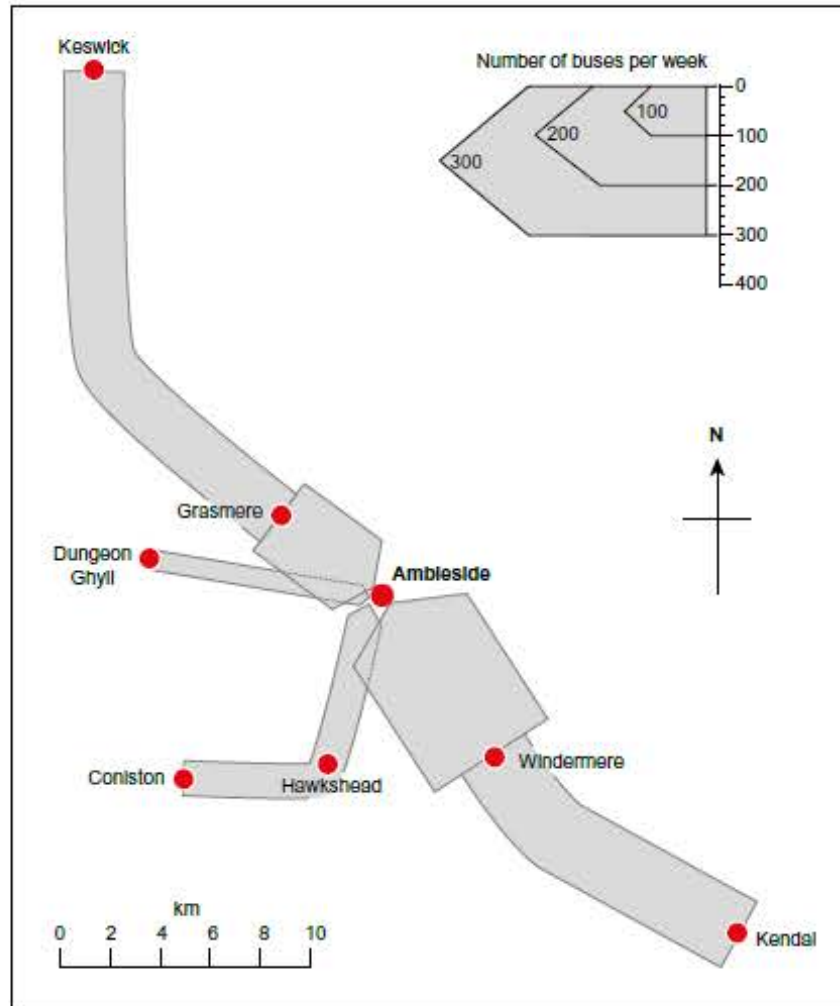 Keswick
Number of buses per week
0
100
100
200
200
300
300
400
N
Grasmere
Dungeon
Ghyll
Ambleside
Coniston
Hawkshead
Windermere
km
0 2 4 6 8 10
Kendal